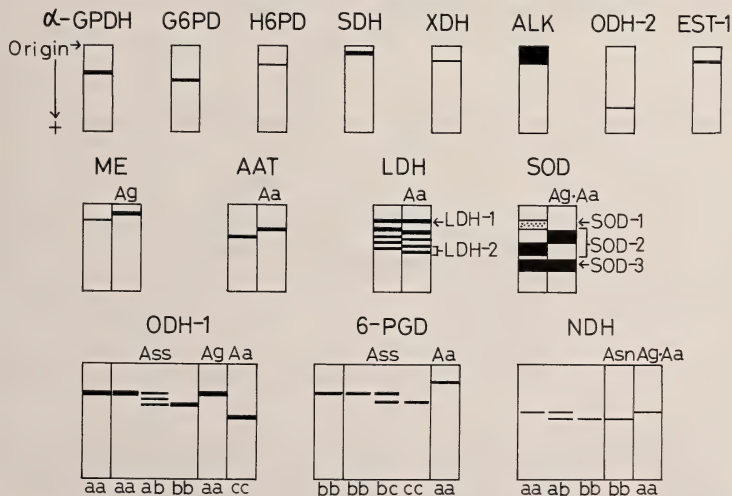 α-GPDH G6PD H6PD SDH XDH ALK ODH-2 EST-1
Origin→
+
ME AAT LDH SOD
Ag Aa Aa Ag·Aa
←LDH-1 ←SOD-1
LDH-2 SOD-2
←SOD-3
ODH-1 6-PGD NDH
Ass Ag Aa Ass Aa Asn Ag·Aa
aa aa ab bb aa cc bb bb bc cc aa aa ab bb bb aa